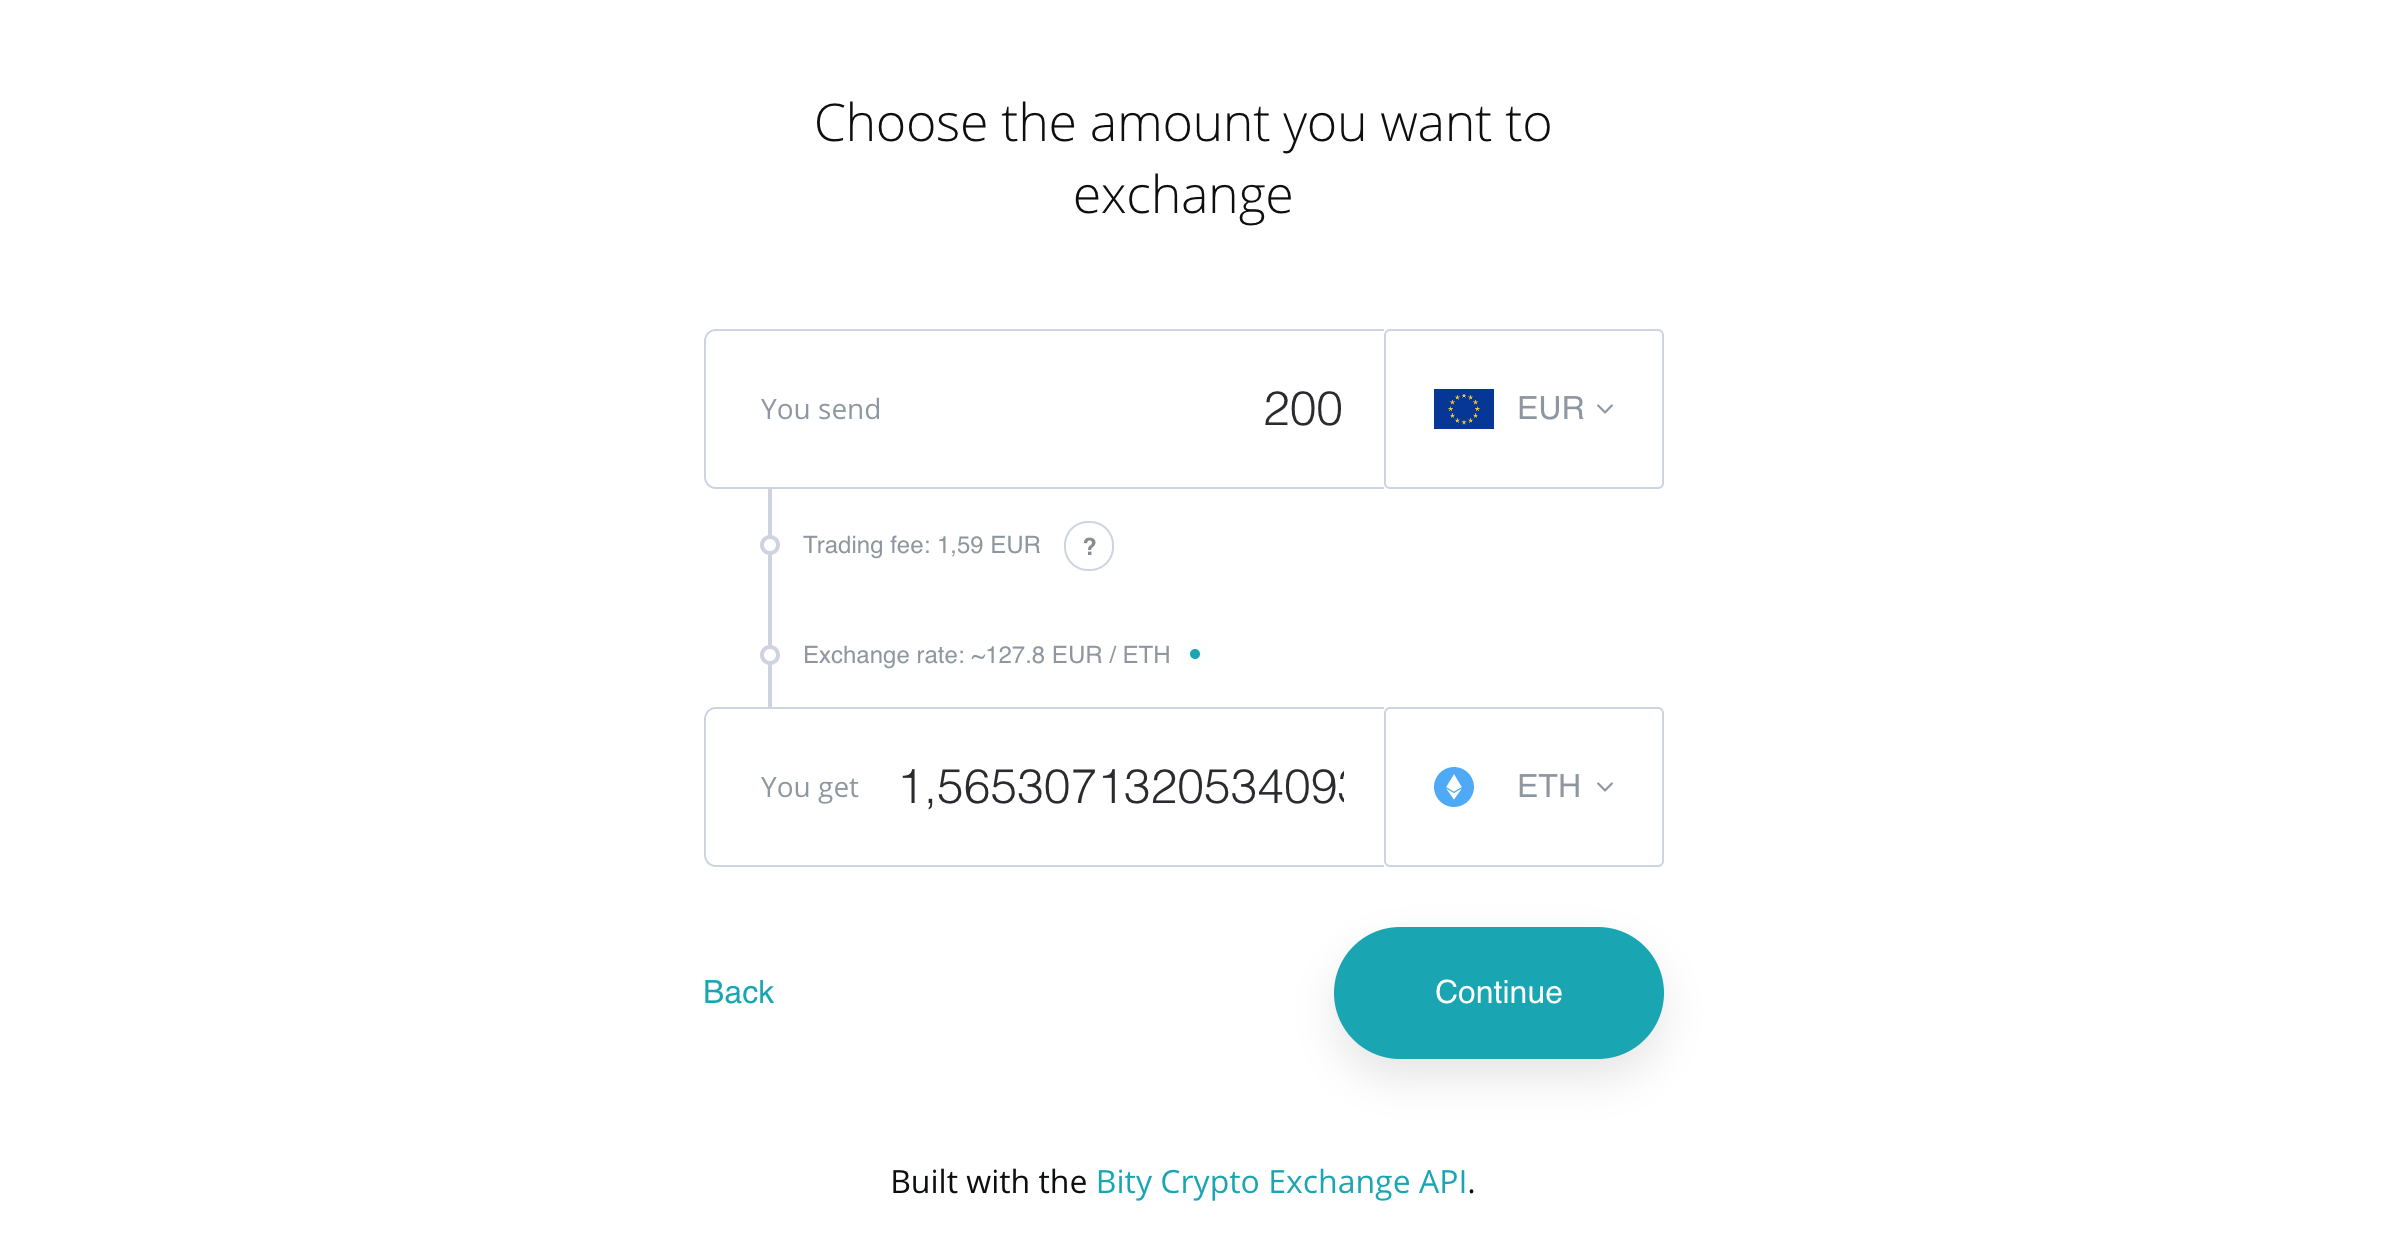 Choose the amount you want to
exchange
You send 200 EUR
Trading fee: 1,59 EUR ?
Exchange rate: ~127.8 EUR / ETH
You get 1,565307132053409 ETH
Back Continue
Built with the Bity Crypto Exchange API.